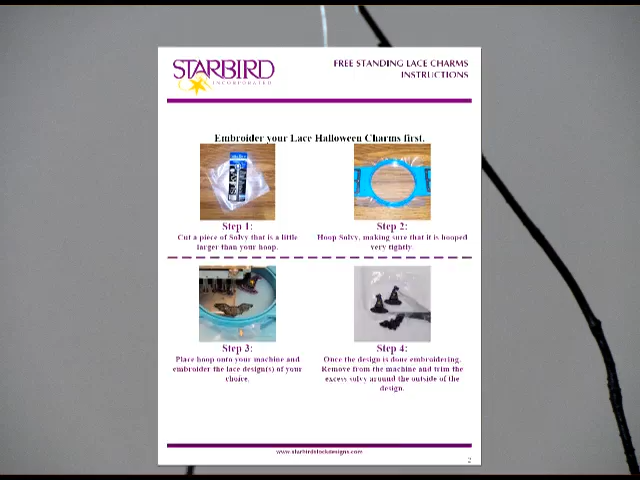 STARBIRD
INCORPORATED
FREE STANDING LACE CHARMS
INSTRUCTIONS
Embroider your Lace Halloween Charms first.
Step 1:
Cut a piece of Solvy that is a little
larger than your hoop.
Step 2:
Hoop Solvy, making sure that it is hooped
very tightly
Step 3:
Place hoop onto your machine and
embroider the lace design(s) of your
choice.
Step 4:
Once the design is done embroidering.
Remove from the machine and trim the
excess solvy around the outside of the
design.
www.starbirdstockdesigns.com
2